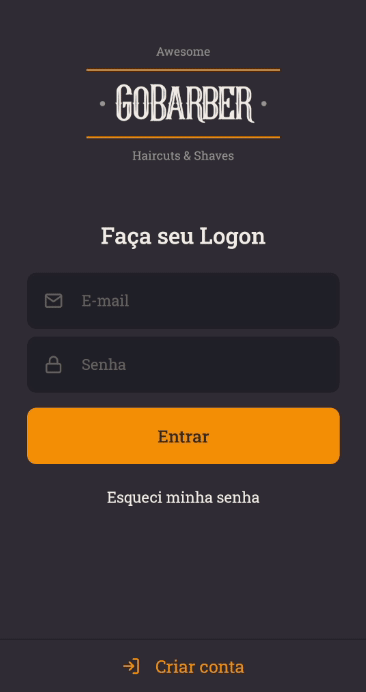 Awesome
GOBARBER
Haircuts & Shaves
Faça seu Logon
E-mail
Senha
Entrar
Esqueci minha senha
Criar conta